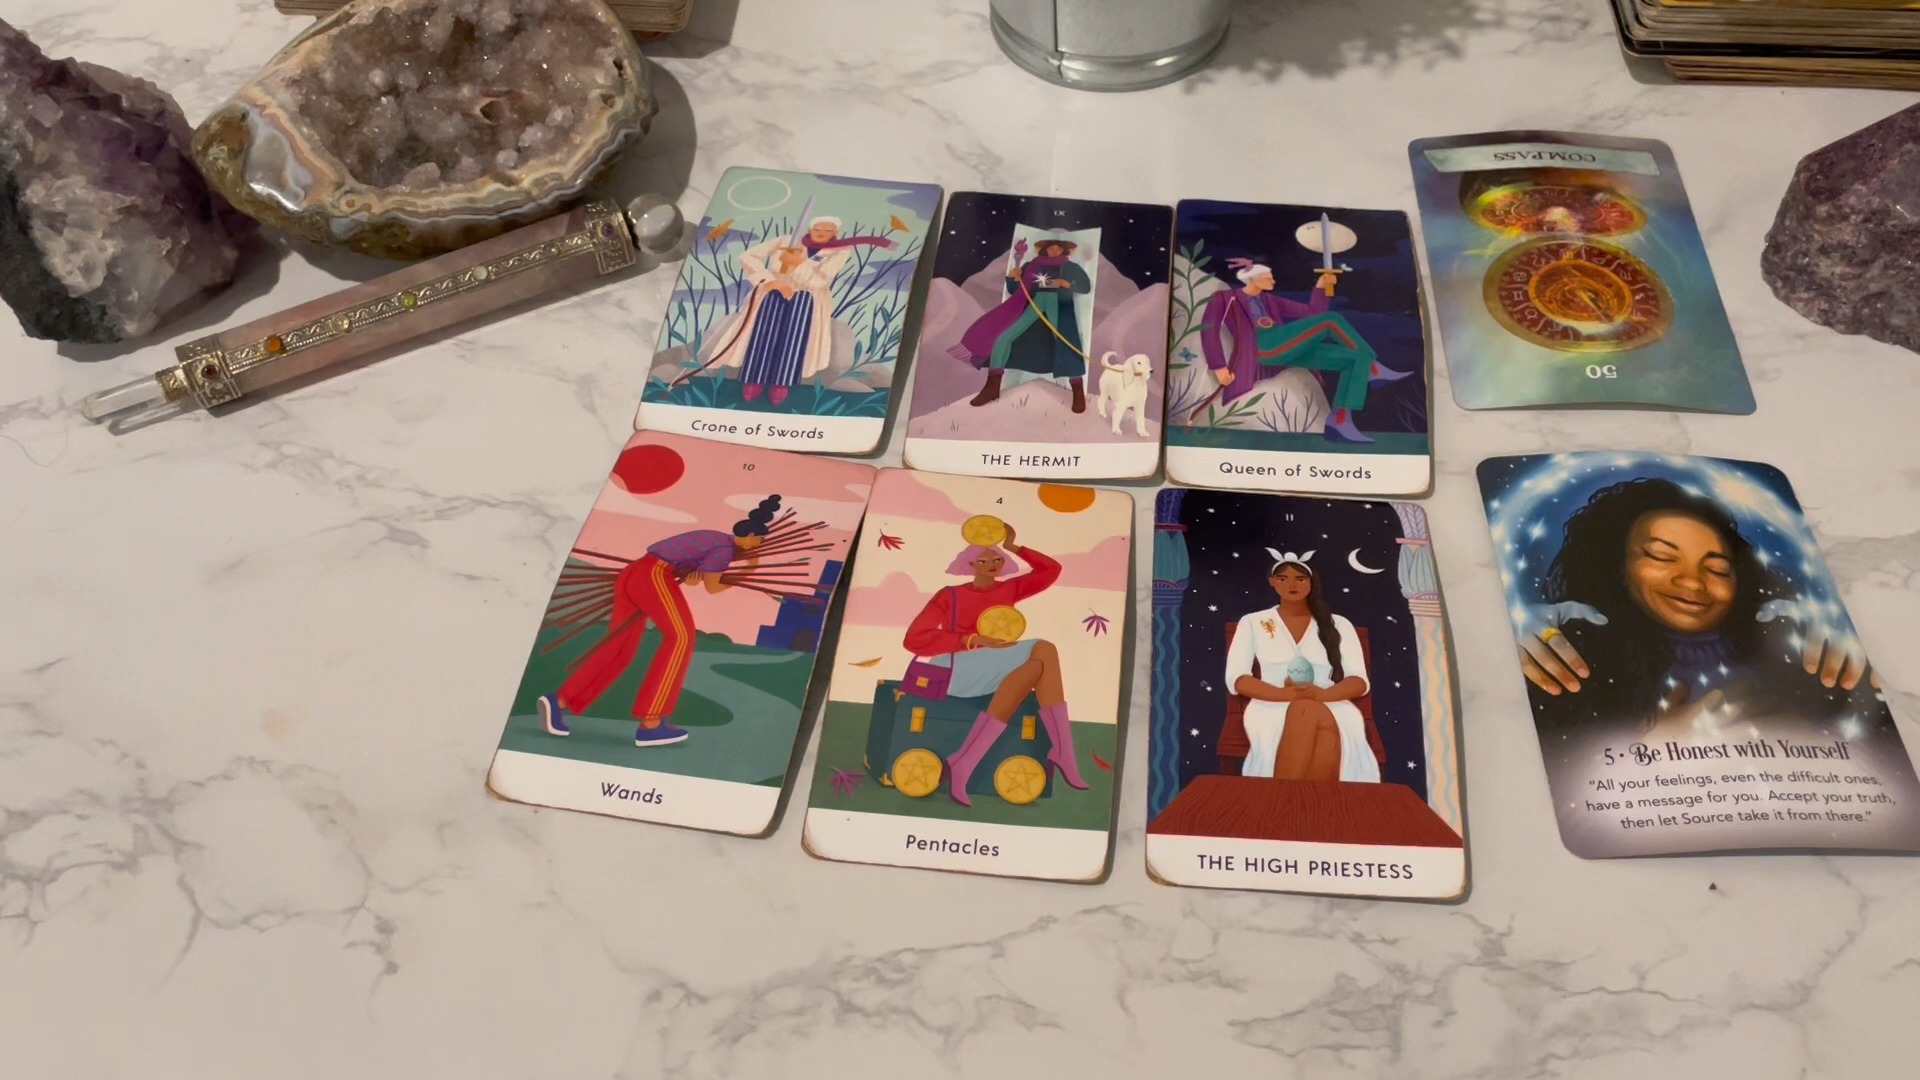 Crone of Swords
IX
THE HERMIT
Queen of Swords
COMPASS
50
10
Wands
4
Pentacles
II
THE HIGH PRIESTESS
5 · Be Honest with Yourself
"All your feelings, even the difficult ones,
have a message for you. Accept your truth,
then let Source take it from there."